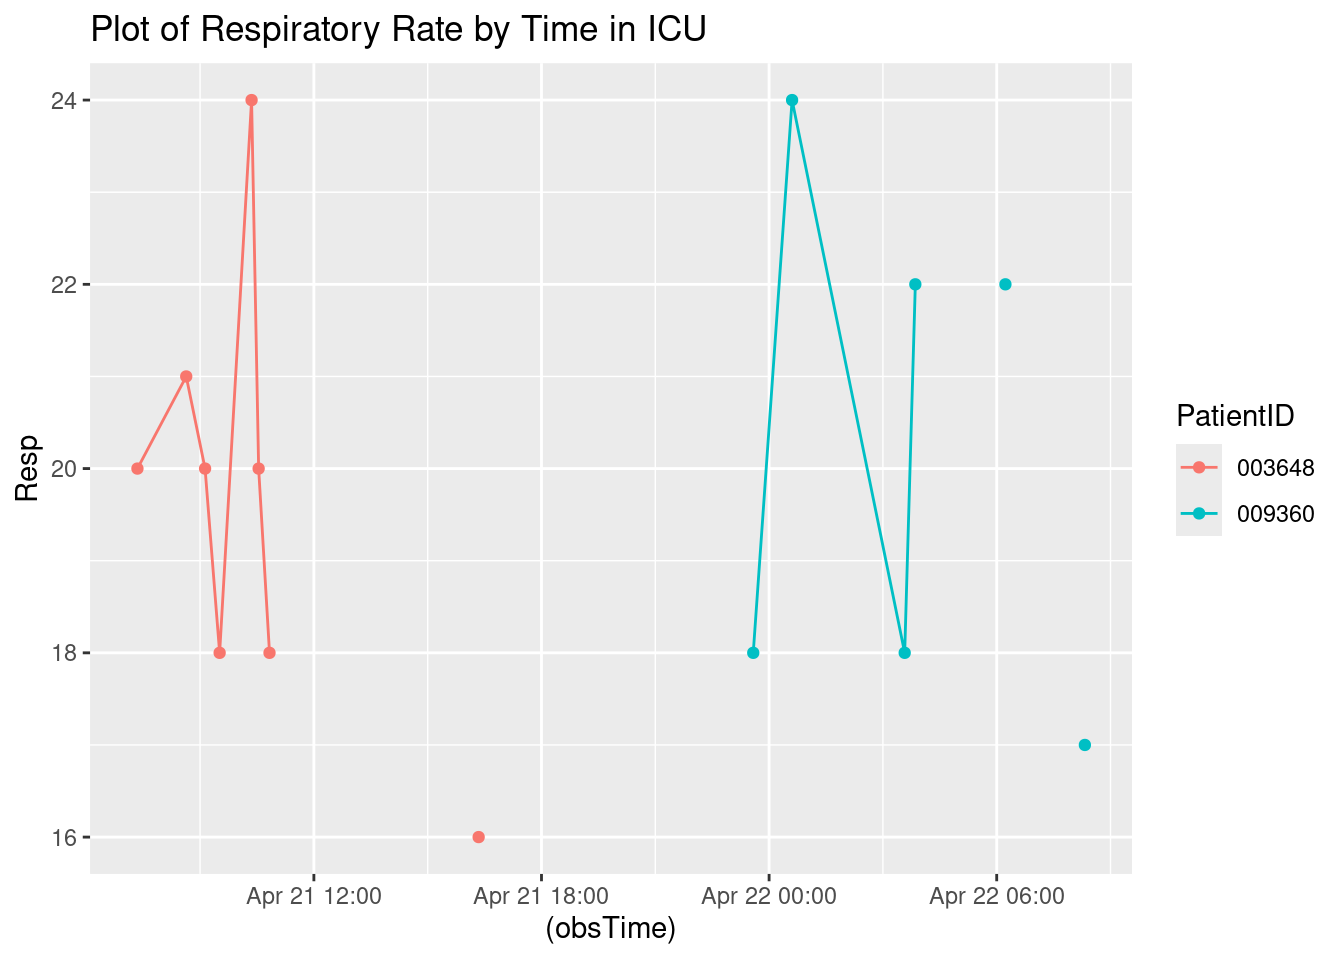 Plot of Respiratory Rate by Time in ICU
24
22
20
18
16
Resp
Apr 21 12:00
Apr 21 18:00
Apr 22 00:00
Apr 22 06:00
(obsTime)
PatientID
003648
009360